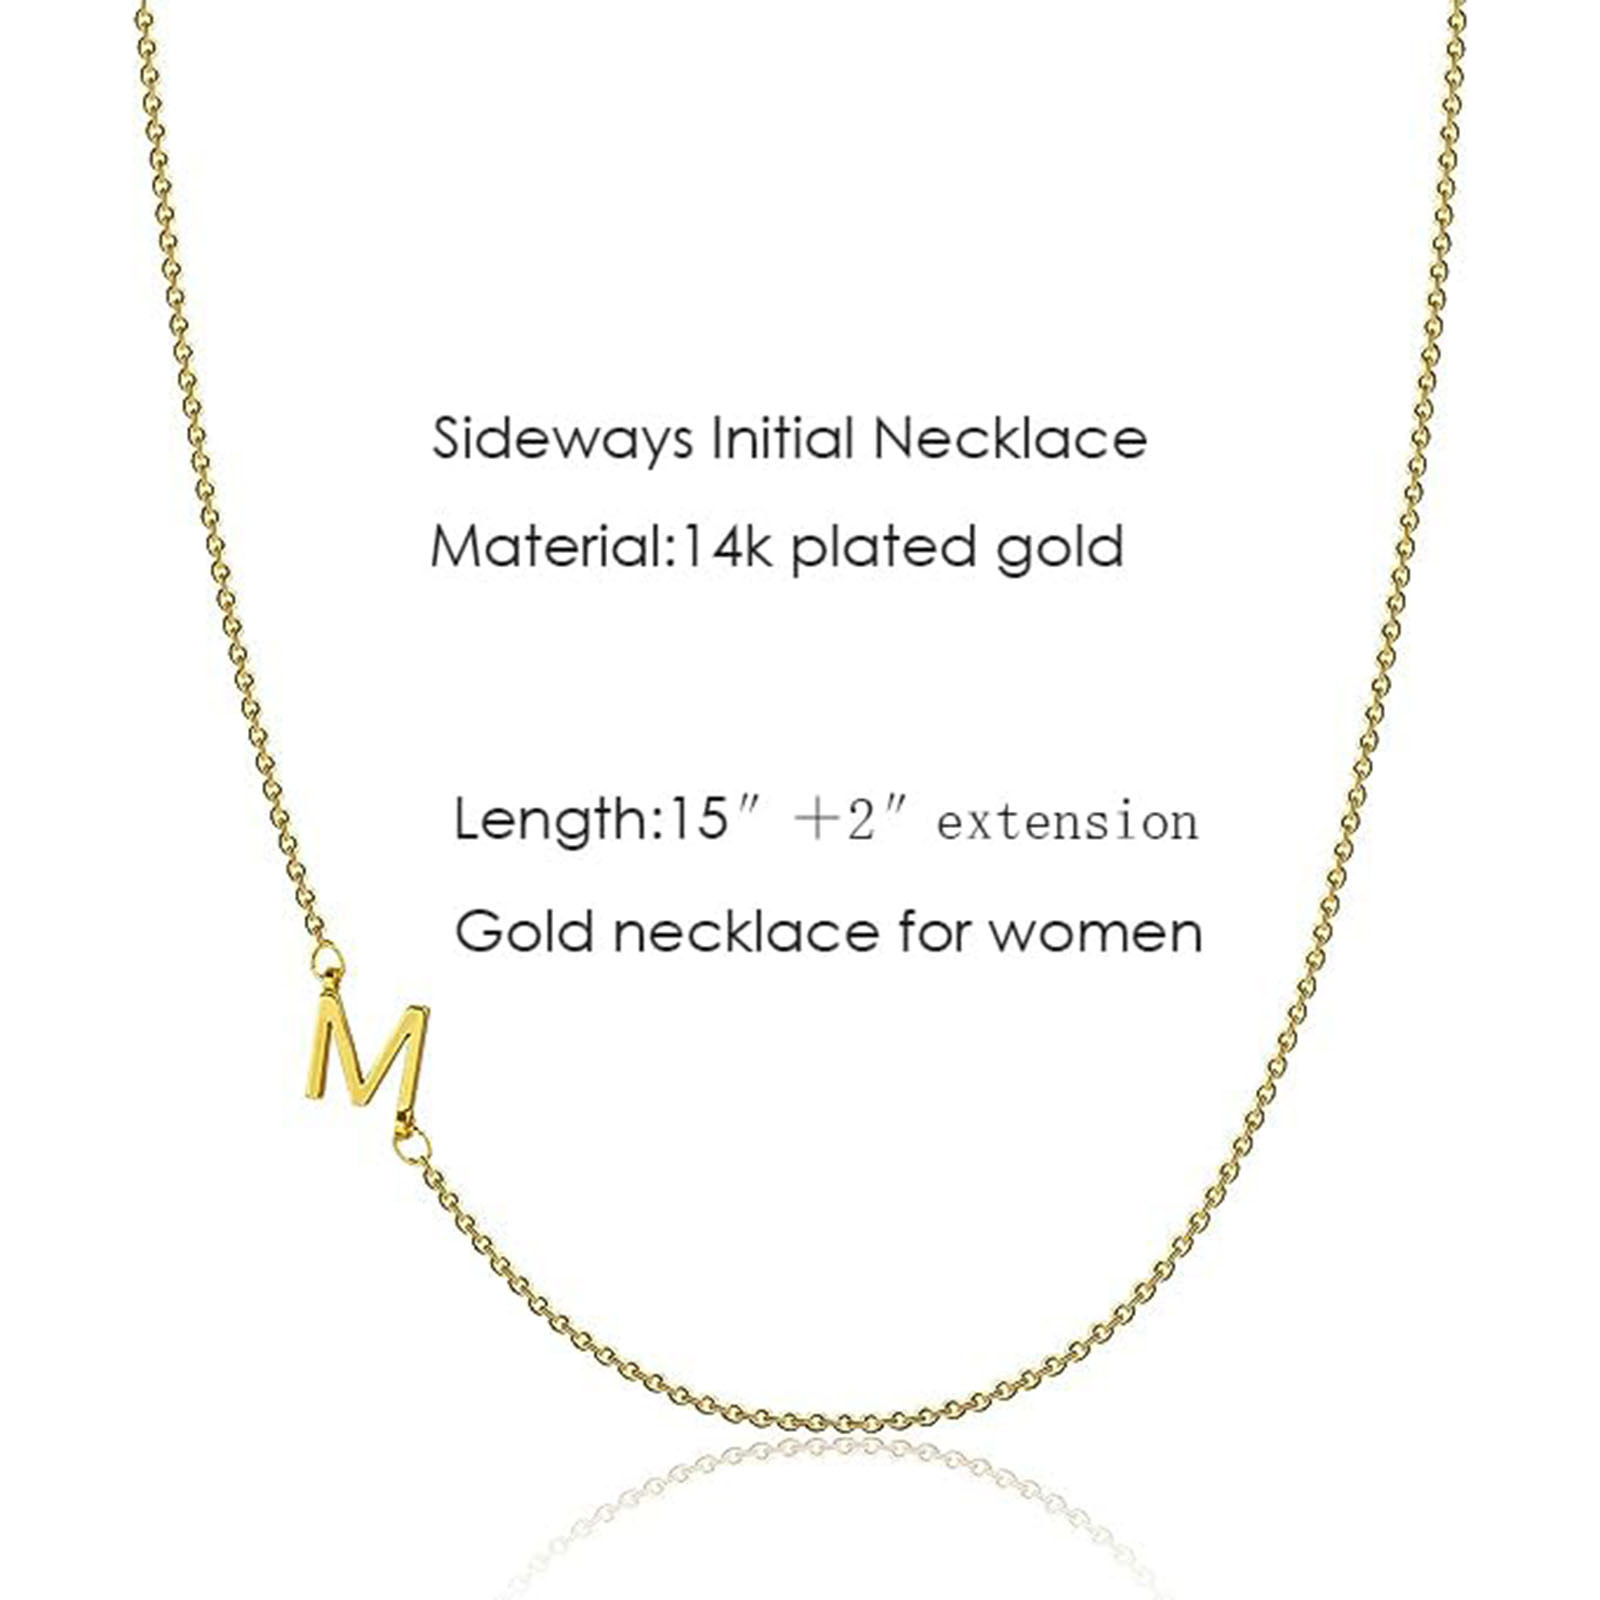 Sideways Initial Necklace
Material:14k plated gold
Length:15″ +2″ extension
Gold necklace for women
M